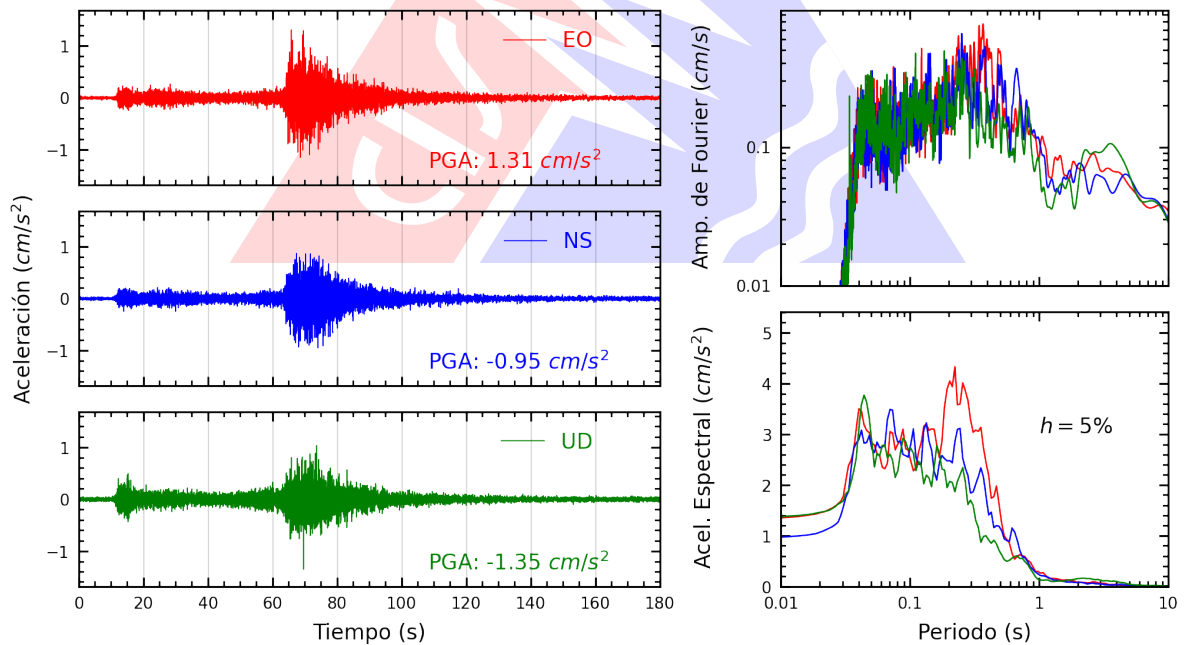 Aceleración (cm/s²)
1
0
−1
EO
PGA: 1.31 cm/s²
1
0
−1
NS
PGA: -0.95 cm/s²
1
0
−1
UD
PGA: -1.35 cm/s²
0 20 40 60 80 100 120 140 160 180
Tiempo (s)
Amp. de Fourier (cm/s)
0.1
0.01
Acel. Espectral (cm/s²)
5
4
3
2
1
0
h = 5%
0.01 0.1 1 10
Periodo (s)